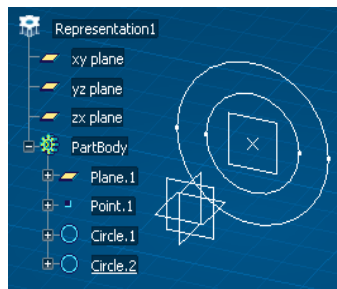 Representation1
xy plane
yz plane
zx plane
PartBody
Plane.1
Point.1
Circle.1
Circle.2